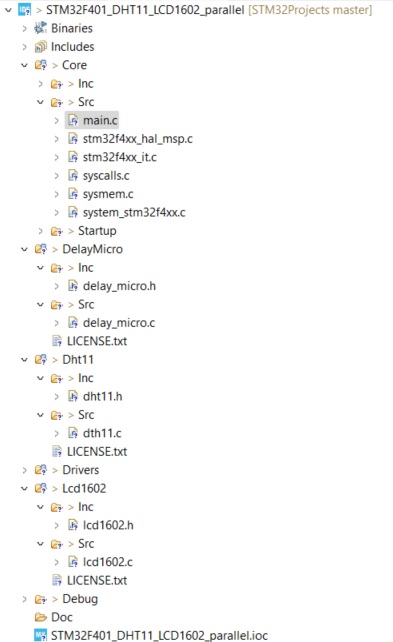 STM32F401_DHT11_LCD1602_parallel [STM32Projects master]
Binaries
Includes
> Core
> Inc
> Src
main.c
stm32f4xx_hal_msp.c
stm32f4xx_it.c
syscalls.c
sysmem.c
system_stm32f4xx.c
> Startup
> DelayMicro
> Inc
delay_micro.h
> Src
delay_micro.c
LICENSE.txt
> Dht11
> Inc
dht11.h
> Src
dth11.c
LICENSE.txt
> Drivers
> Lcd1602
> Inc
lcd1602.h
> Src
lcd1602.c
LICENSE.txt
> Debug
Doc
STM32F401_DHT11_LCD1602_parallel.ioc